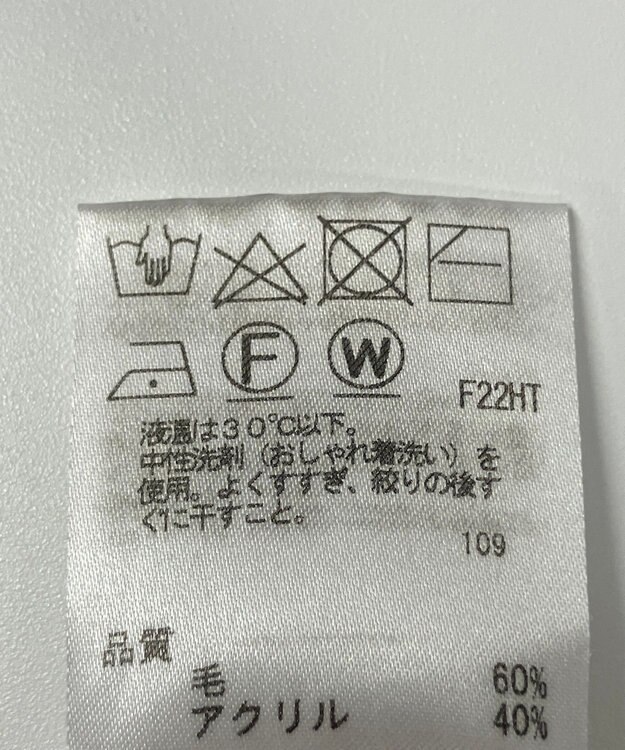 F W F22HT
液温は30℃以下。
中性洗剤（おしゃれ着洗い）を
使用。よくすすぎ、絞りの後す
ぐに干すこと。
109
品質
毛 60%
アクリル 40%